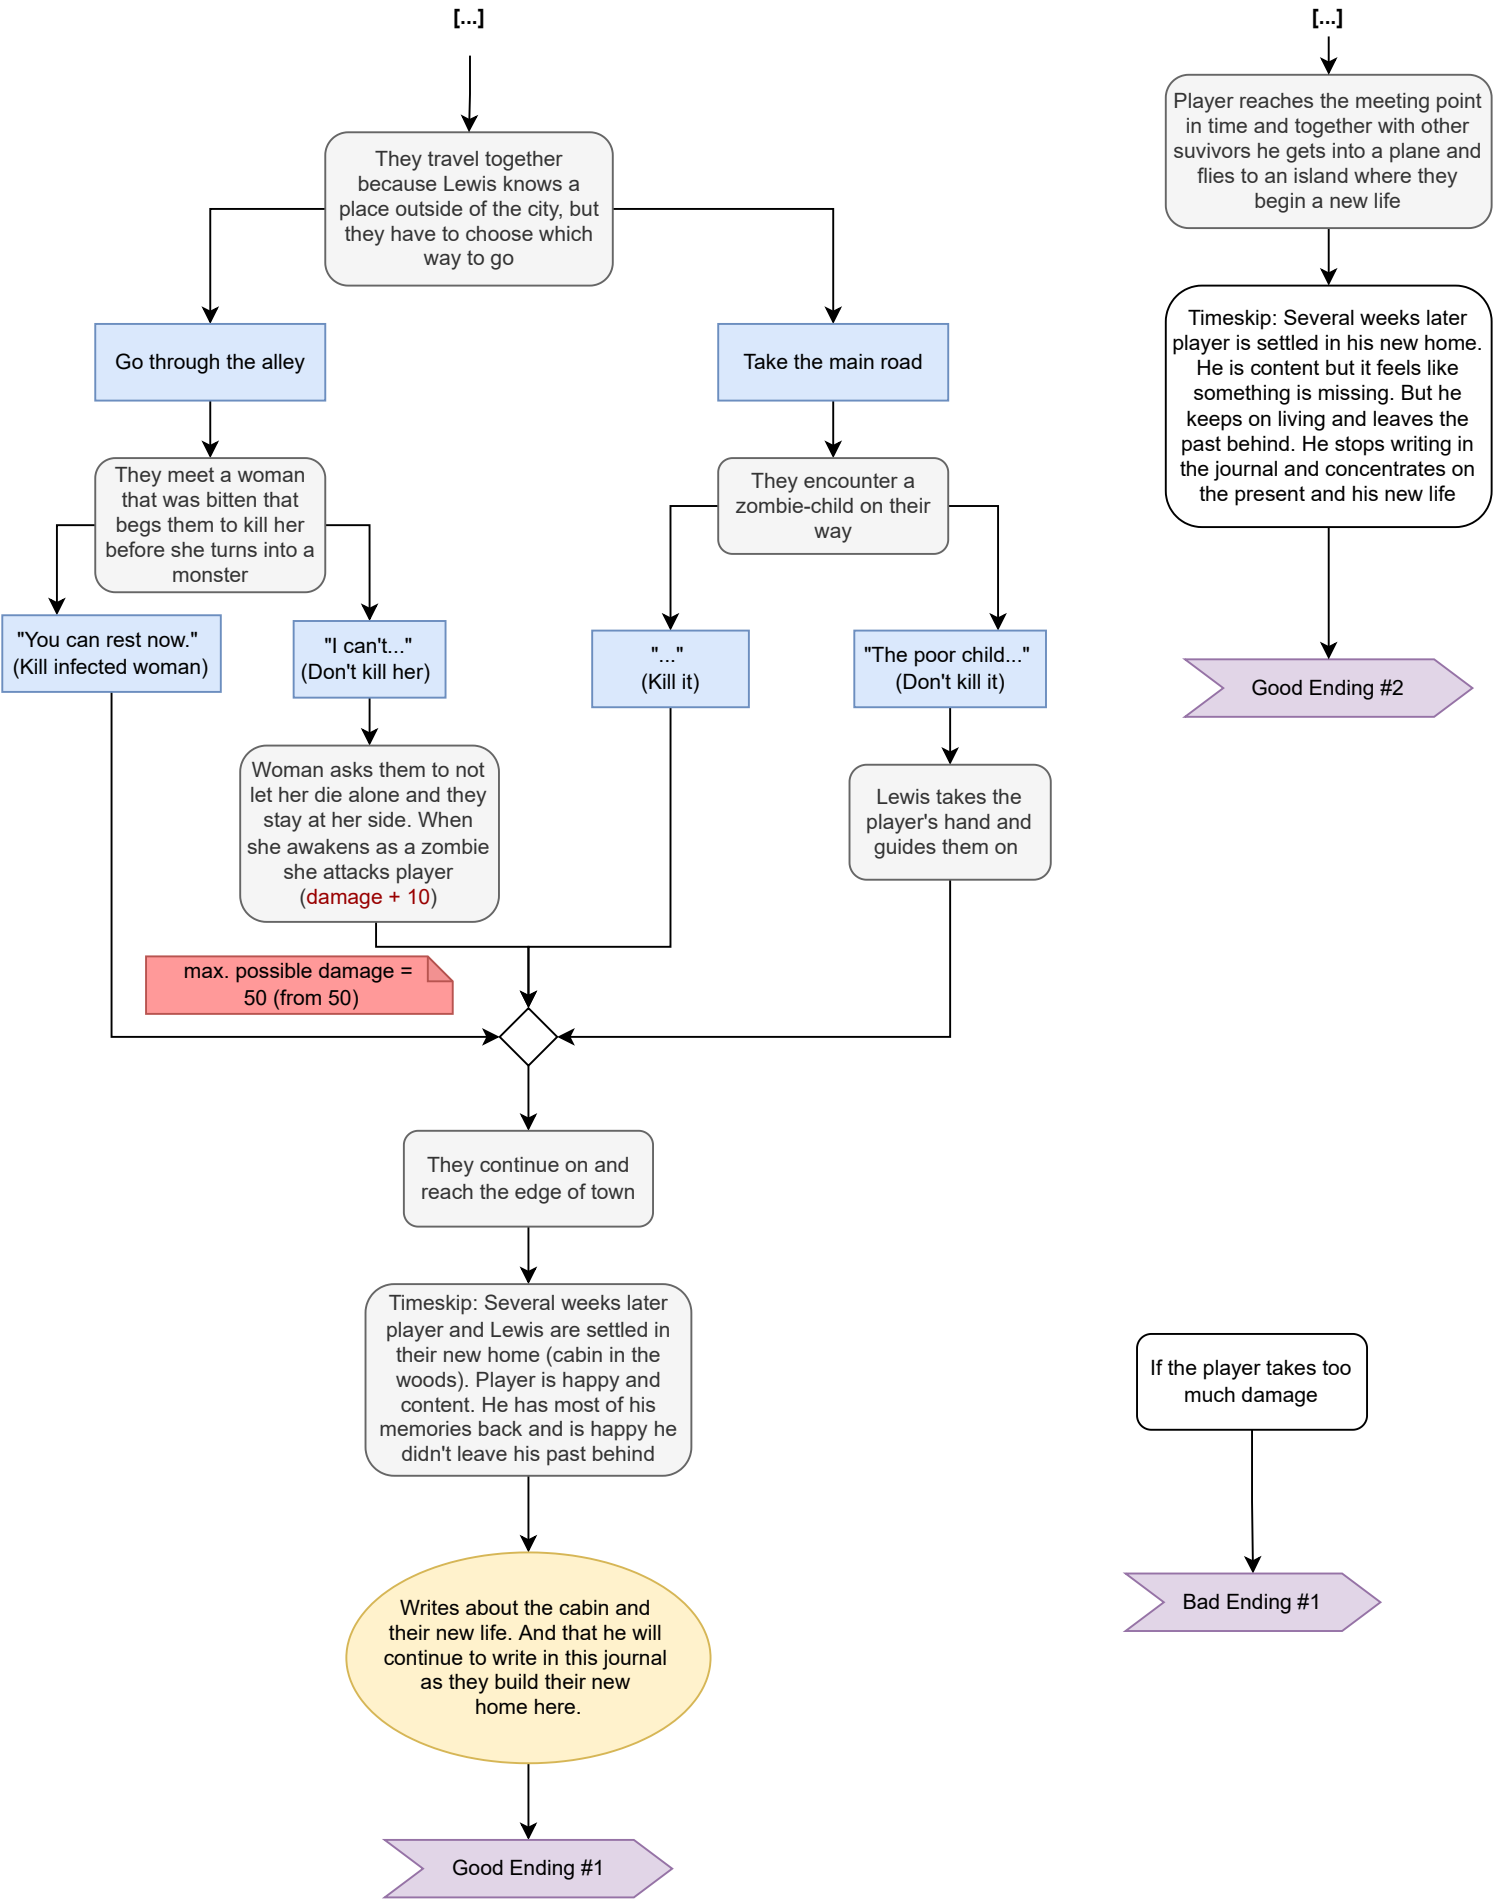 [...]
They travel together
because Lewis knows a
place outside of the city, but
they have to choose which
way to go
Go through the alley
Take the main road
They meet a woman
that was bitten that
begs them to kill her
before she turns into a
monster
They encounter a
zombie-child on their
way
"You can rest now."
(Kill infected woman)
"I can't..."
(Don't kill her)
"..."
(Kill it)
"The poor child..."
(Don't kill it)
Woman asks them to not
let her die alone and they
stay at her side. When
she awakens as a zombie
she attacks player
(damage + 10)
Lewis takes the
player's hand and
guides them on
max. possible damage =
50 (from 50)
They continue on and
reach the edge of town
Timeskip: Several weeks later
player and Lewis are settled in
their new home (cabin in the
woods). Player is happy and
content. He has most of his
memories back and is happy he
didn't leave his past behind
Writes about the cabin and
their new life. And that he will
continue to write in this journal
as they build their new
home here.
Good Ending #1
[...]
Player reaches the meeting point
in time and together with other
suvivors he gets into a plane and
flies to an island where they
begin a new life
Timeskip: Several weeks later
player is settled in his new home.
He is content but it feels like
something is missing. But he
keeps on living and leaves the
past behind. He stops writing in
the journal and concentrates on
the present and his new life
Good Ending #2
If the player takes too
much damage
Bad Ending #1